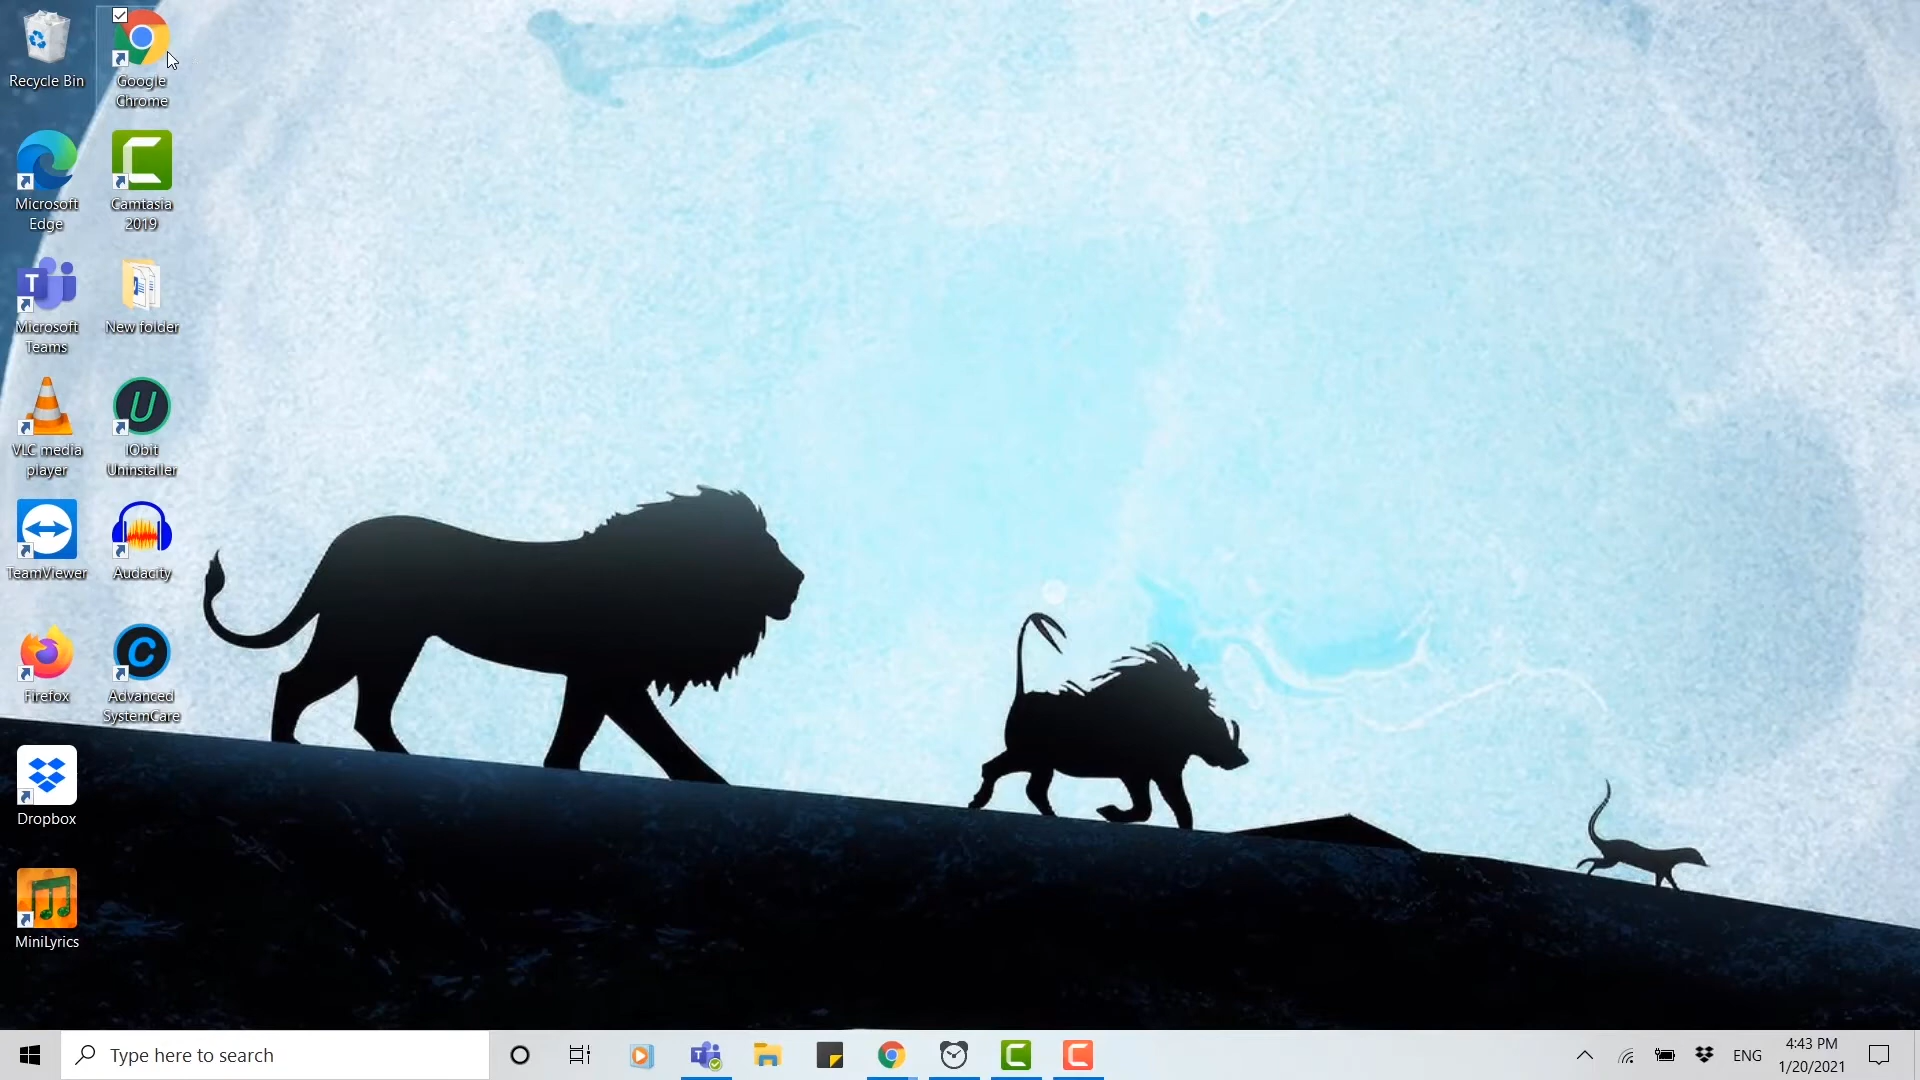 Recycle Bin
Google
Chrome
Microsoft
Edge
Camtasia
2019
Microsoft
Teams
New folder
VLC media
player
IObit
Uninstaller
TeamViewer
Audacity
Firefox
Advanced
SystemCare
Dropbox
MiniLyrics
Type here to search
ENG
4:43 PM
1/20/2021